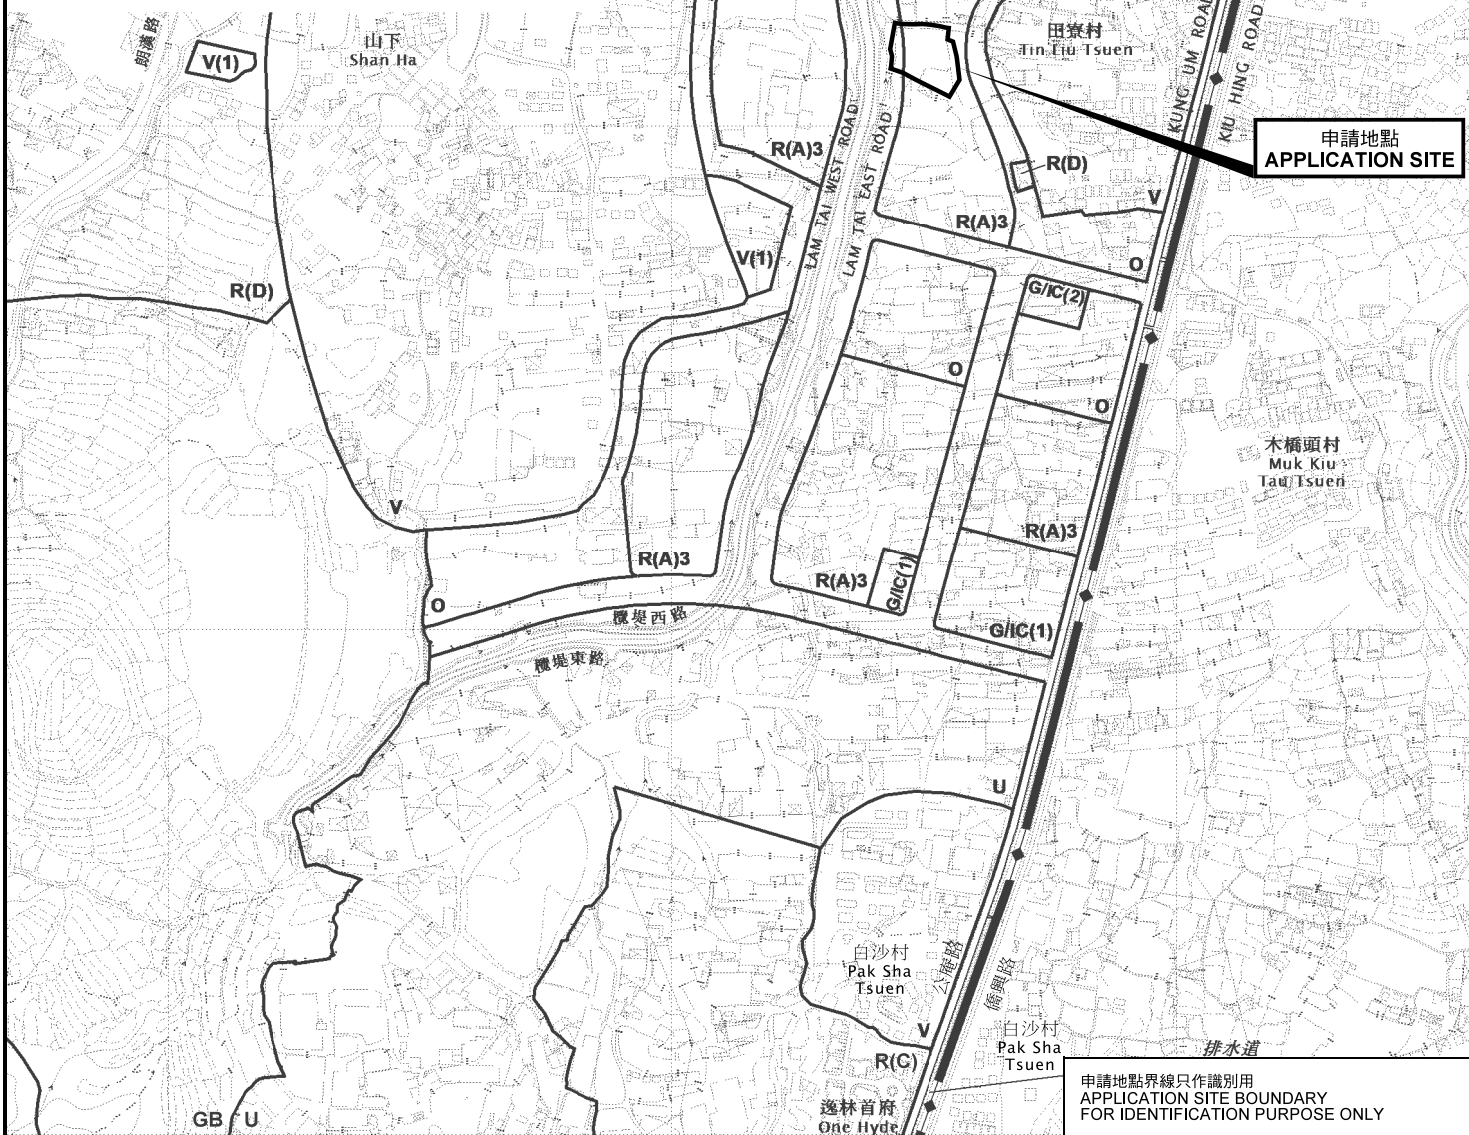 朗漢路
V(1)
山下
Shan Ha
田寮村
Tin Liu Tsuen
KUNG UM ROAD
KIU HING ROAD
申請地點
APPLICATION SITE
R(A)3
LAM TAI WEST ROAD
LAM TAI EAST ROAD
R(D)
V
R(A)3
V(1)
O
R(D)
G/IC(2)
O
O
木橋頭村
Muk Kiu
Tau Tsuen
V
R(A)3
R(A)3
R(A)3
G/IC(1)
O
欖堤西路
G/IC(1)
欖堤東路
U
白沙村
Pak Sha
Tsuen
公庵路
僑興路
V
白沙村
Pak Sha
Tsuen
排水道
R(C)
申請地點界線只作識別用
APPLICATION SITE BOUNDARY
FOR IDENTIFICATION PURPOSE ONLY
逸林首府
One Hyde
GB
U